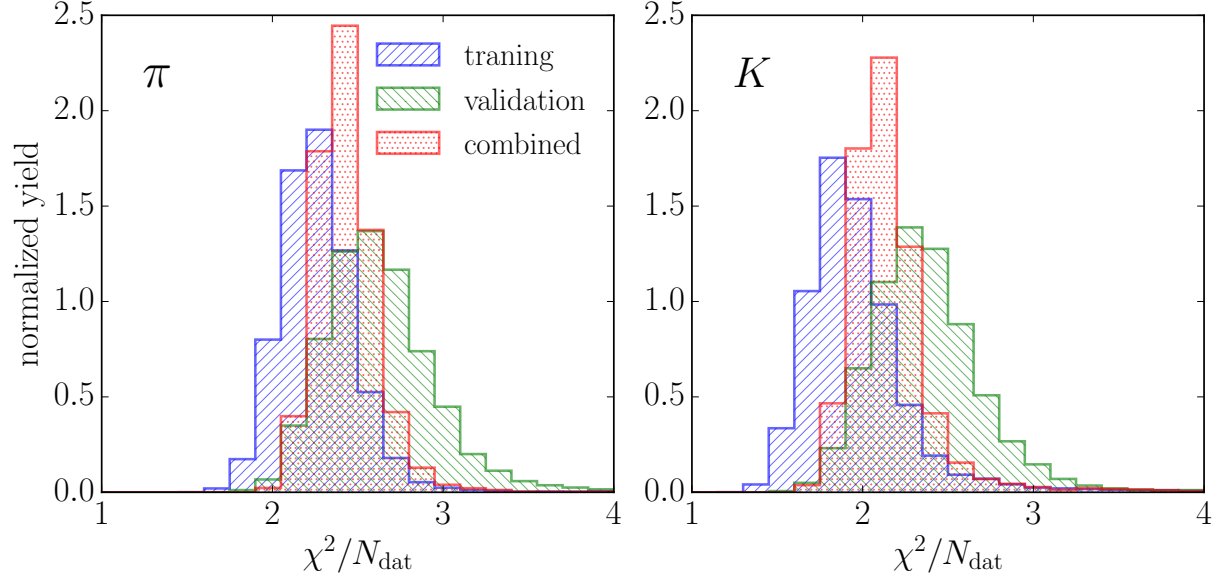 π
K
traning
validation
combined
normalized yield
0.0
0.5
1.0
1.5
2.0
2.5
1 2 3 4
χ²/N_dat
0.0
0.5
1.0
1.5
2.0
2.5
1 2 3 4
χ²/N_dat